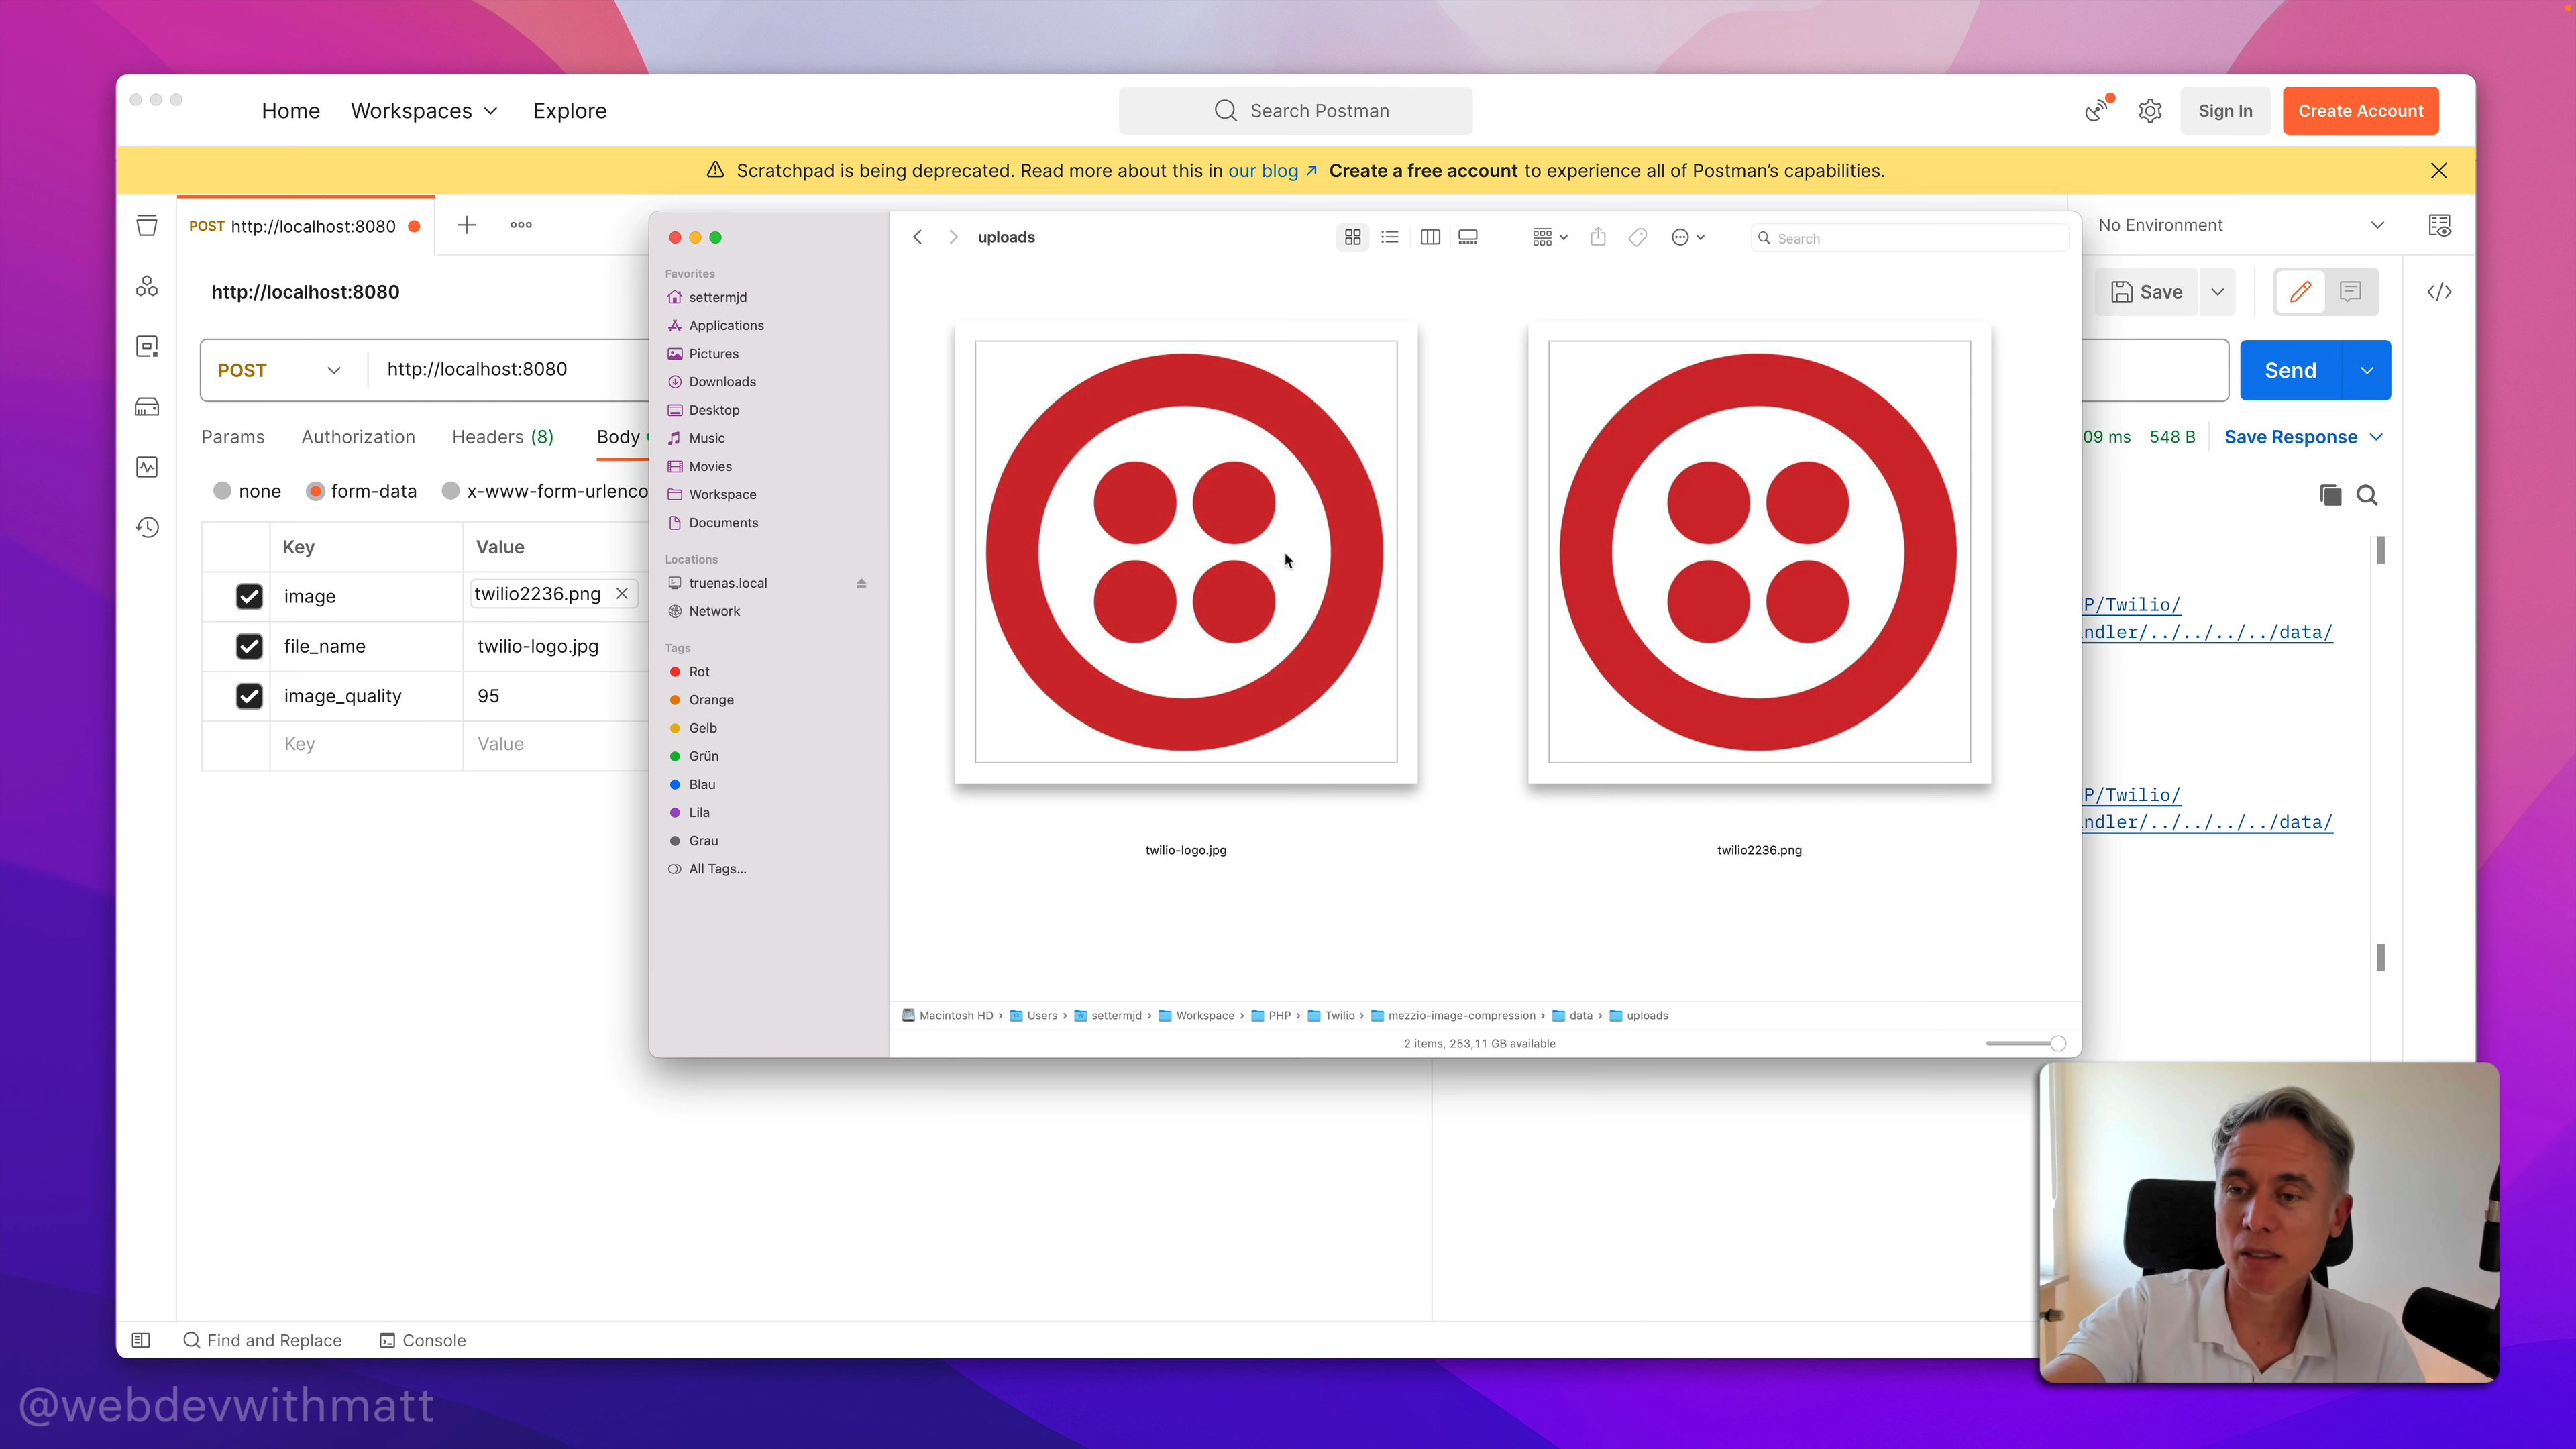 Home Workspaces Explore Search Postman Sign In Create Account
Scratchpad is being deprecated. Read more about this in our blog ↗ Create a free account to experience all of Postman's capabilities.
POST http://localhost:8080
No Environment
http://localhost:8080
Save
POST http://localhost:8080
Send
Params Authorization Headers (8) Body
09 ms 548 B Save Response
none form-data x-www-form-urlenco
Key Value
image twilio2236.png
file_name twilio-logo.jpg
image_quality 95
Key Value
uploads
Search
Favorites
settermjd
Applications
Pictures
Downloads
Desktop
Music
Movies
Workspace
Documents
Locations
truenas.local
Network
Tags
Rot
Orange
Gelb
Grün
Blau
Lila
Grau
All Tags...
twilio-logo.jpg twilio2236.png
Macintosh HD › Users › settermjd › Workspace › PHP › Twilio › mezzio-image-compression › data › uploads
2 items, 253,11 GB available
P/Twilio/
ndler/../../../../data/
P/Twilio/
ndler/../../../../data/
Find and Replace Console
@webdevwithmatt